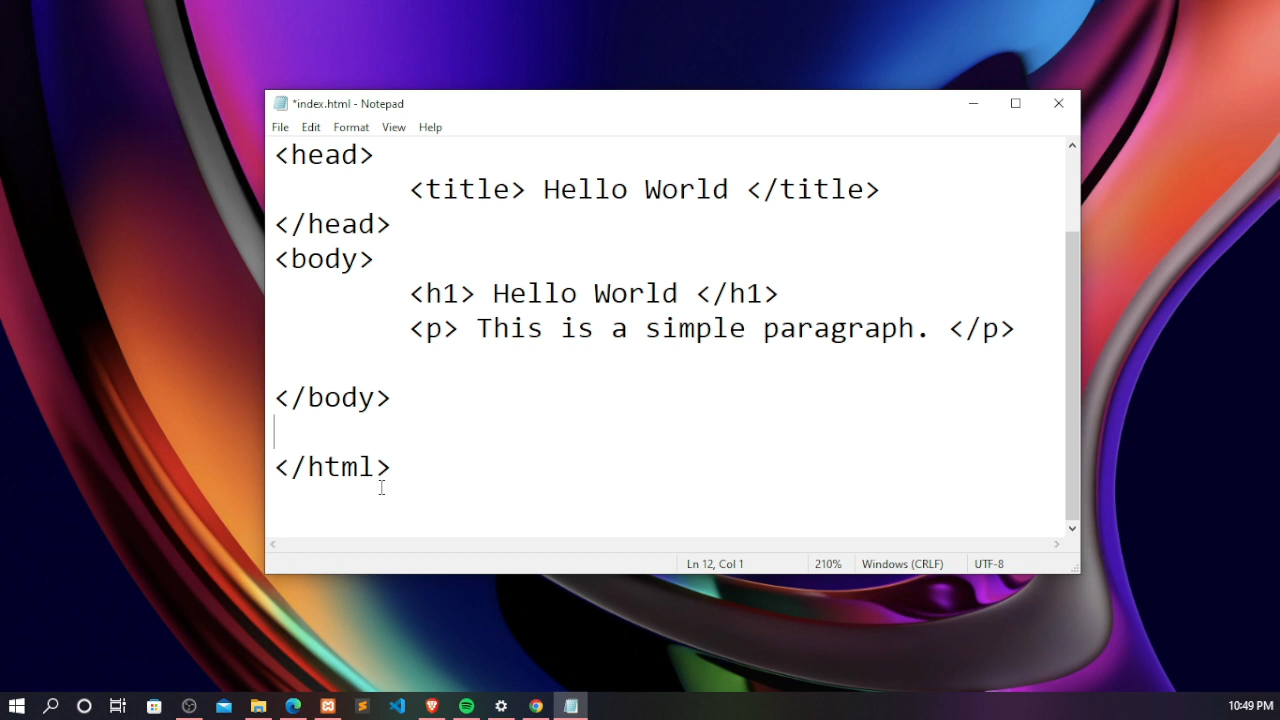 *index.html - Notepad
File Edit Format View Help
<head>
<title> Hello World </title>
</head>
<body>
<h1> Hello World </h1>
<p> This is a simple paragraph. </p>
</body>
</html>
Ln 12, Col 1 210% Windows (CRLF) UTF-8
10:49 PM